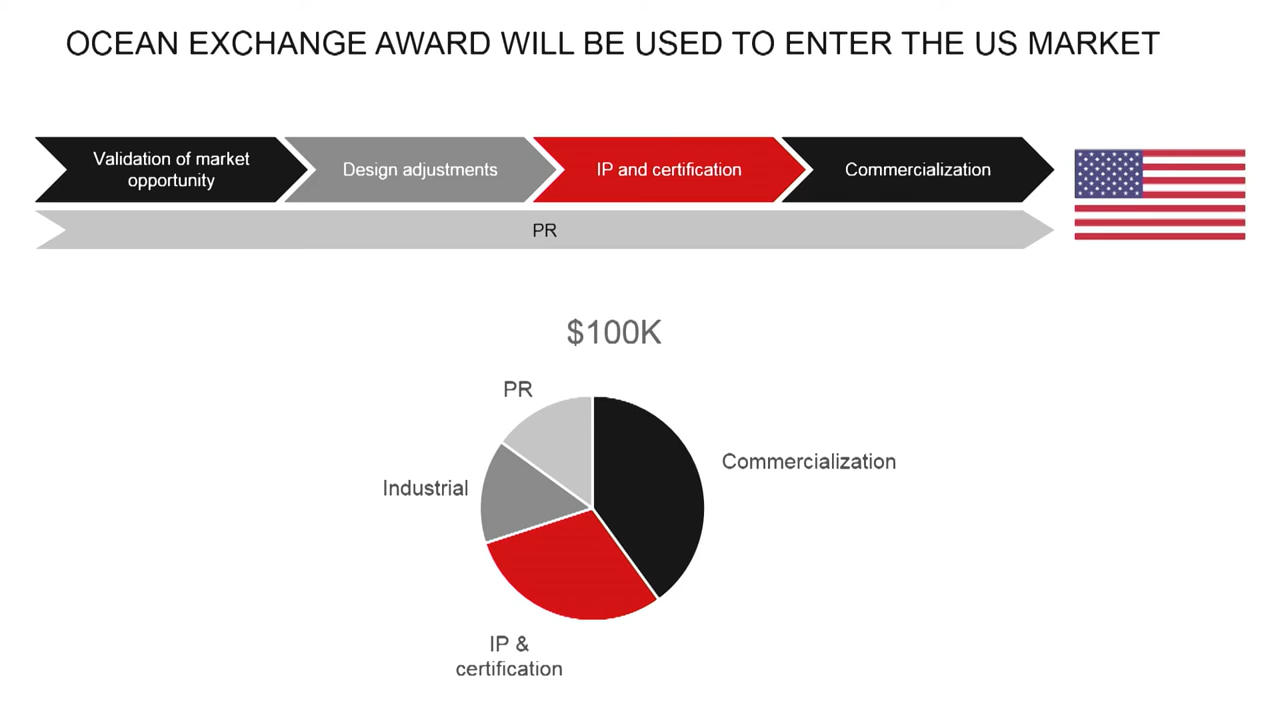 OCEAN EXCHANGE AWARD WILL BE USED TO ENTER THE US MARKET
Validation of market
opportunity
Design adjustments
IP and certification
Commercialization
PR
$100K
PR
Commercialization
Industrial
IP &
certification